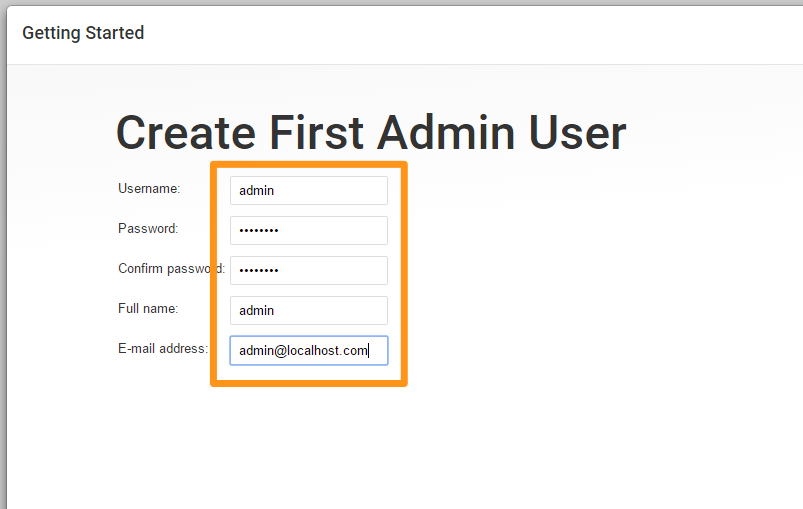 Getting Started
Create First Admin User
Username: admin
Password: ••••••••
Confirm password: ••••••••
Full name: admin
E-mail address: admin@localhost.com